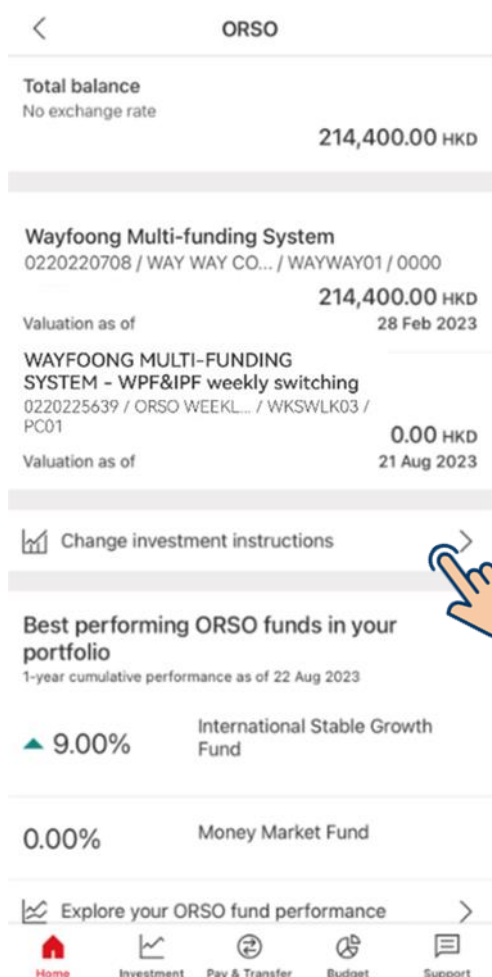 ORSO
Total balance
No exchange rate
214,400.00 HKD
Wayfoong Multi-funding System
0220220708 / WAY WAY CO... / WAYWAY01 / 0000
214,400.00 HKD
Valuation as of 28 Feb 2023
WAYFOONG MULTI-FUNDING
SYSTEM - WPF&IPF weekly switching
0220225639 / ORSO WEEKL... / WKSWLK03 /
PC01
0.00 HKD
Valuation as of 21 Aug 2023
Change investment instructions
Best performing ORSO funds in your
portfolio
1-year cumulative performance as of 22 Aug 2023
9.00% International Stable Growth
Fund
0.00% Money Market Fund
Explore your ORSO fund performance
Home Investment Pay & Transfer Budget Support